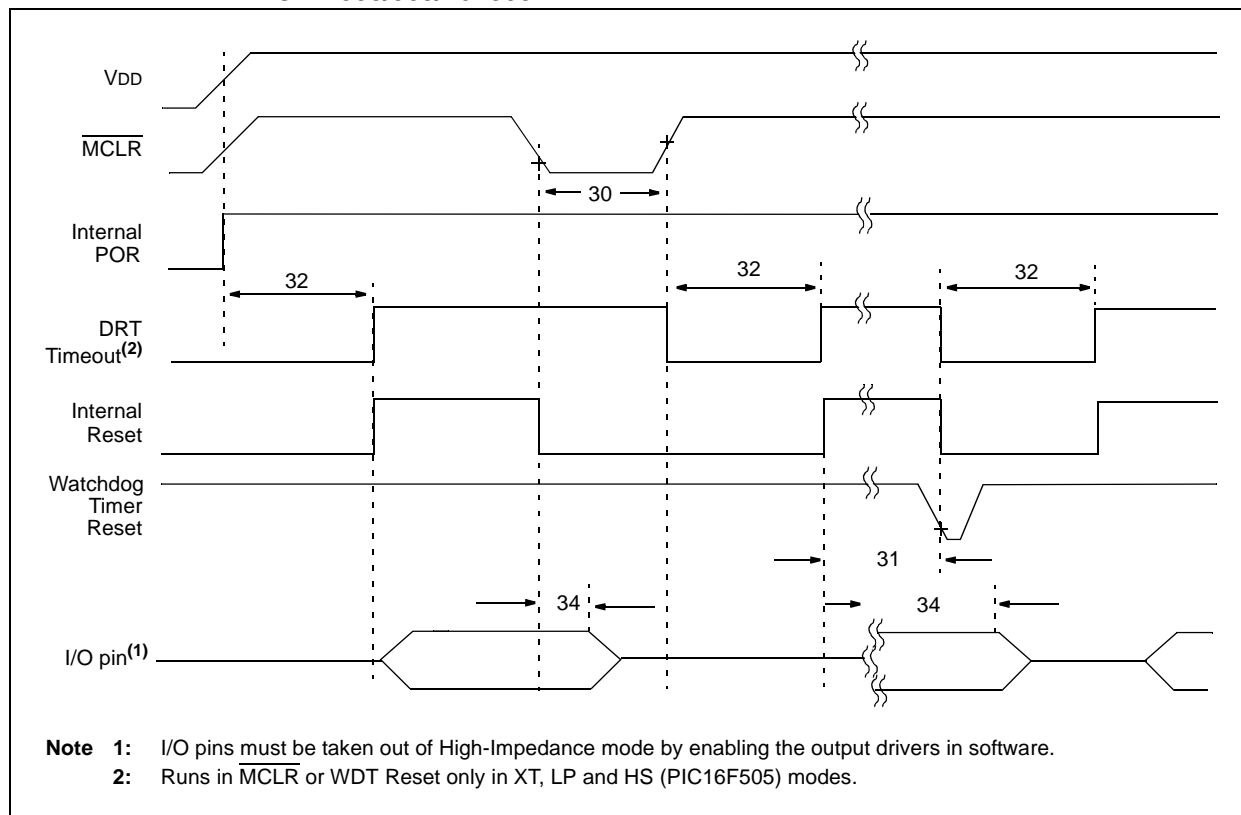 VDD
MCLR
30
Internal
POR
32
32
32
DRT
Timeout(2)
Internal
Reset
Watchdog
Timer
Reset
31
34
34
I/O pin(1)
Note 1: I/O pins must be taken out of High-Impedance mode by enabling the output drivers in software.
2: Runs in MCLR or WDT Reset only in XT, LP and HS (PIC16F505) modes.